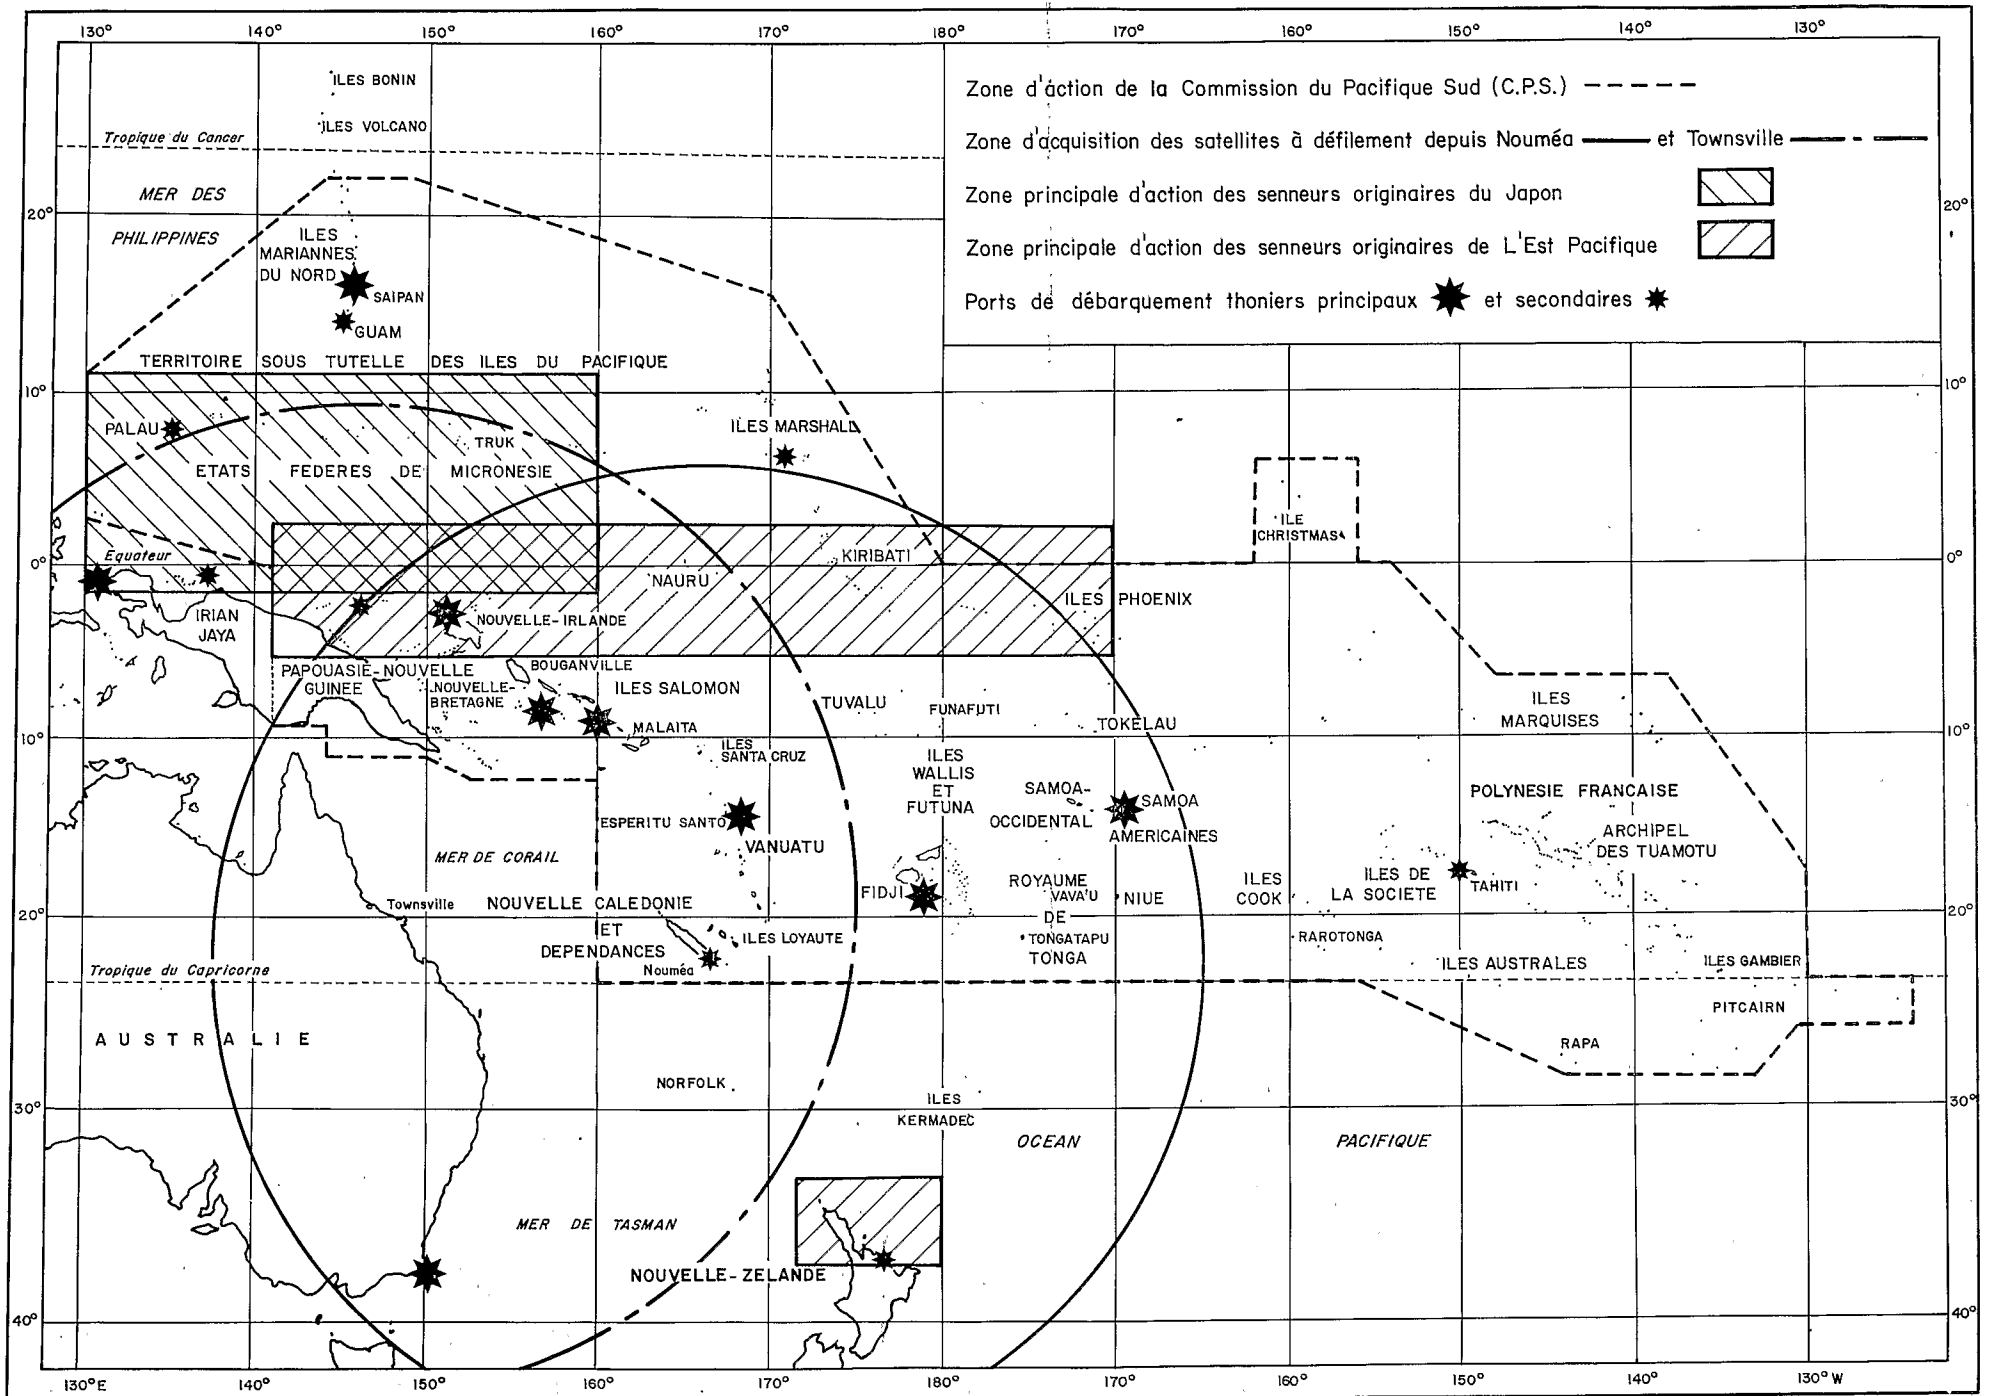 130° 140° 150° 160° 170° 180° 170° 160° 150° 140° 130°
ILES BONIN
ILES VOLCANO
Tropique du Cancer
Zone d'action de la Commission du Pacifique Sud (C.P.S.)
Zone d'acquisition des satellites à défilement depuis Nouméa et Townsville
Zone principale d'action des senneurs originaires du Japon
Zone principale d'action des senneurs originaires de L'Est Pacifique
Ports de débarquement thoniers principaux et secondaires
MER DES
PHILIPPINES
20° 20°
ILES
MARIANNES
DU NORD
SAIPAN
GUAM
TERRITOIRE SOUS TUTELLE DES ILES DU PACIFIQUE
10° 10°
PALAU
TRUK
ILES MARSHALL
ETATS FEDERES DE MICRONESIE
ILE
CHRISTMAS
Equateur
0° 0°
KIRIBATI
NAURU
ILES PHOENIX
IRIAN
JAYA
NOUVELLE-IRLANDE
PAPOUASIE-NOUVELLE
GUINEE
BOUGANVILLE
NOUVELLE-
BRETAGNE
ILES SALOMON
MALAITA
TUVALU
FUNAFUTI
TOKELAU
ILES
MARQUISES
10° 10°
ILES
SANTA CRUZ
ILES
WALLIS
ET
FUTUNA
SAMOA-
OCCIDENTAL
SAMOA
AMERICAINES
POLYNESIE FRANCAISE
ARCHIPEL
DES TUAMOTU
ESPERITU SANTO
VANUATU
MER DE CORAIL
FIDJI
ROYAUME
VAVA'U
DE
TONGATAPU
TONGA
NIUE
ILES
COOK
ILES DE
LA SOCIETE
TAHITI
Townsville
NOUVELLE CALEDONIE
ET
DEPENDANCES
20° 20°
ILES LOYAUTE
Nouméa
RAROTONGA
ILES AUSTRALES
ILES GAMBIER
Tropique du Capricorne
PITCAIRN
AUSTRALIE
RAPA
NORFOLK
ILES
KERMADEC
30° 30°
OCEAN PACIFIQUE
MER DE TASMAN
NOUVELLE-ZELANDE
40° 40°
130°E 140° 150° 160° 170° 180° 170° 160° 150° 140° 130°W